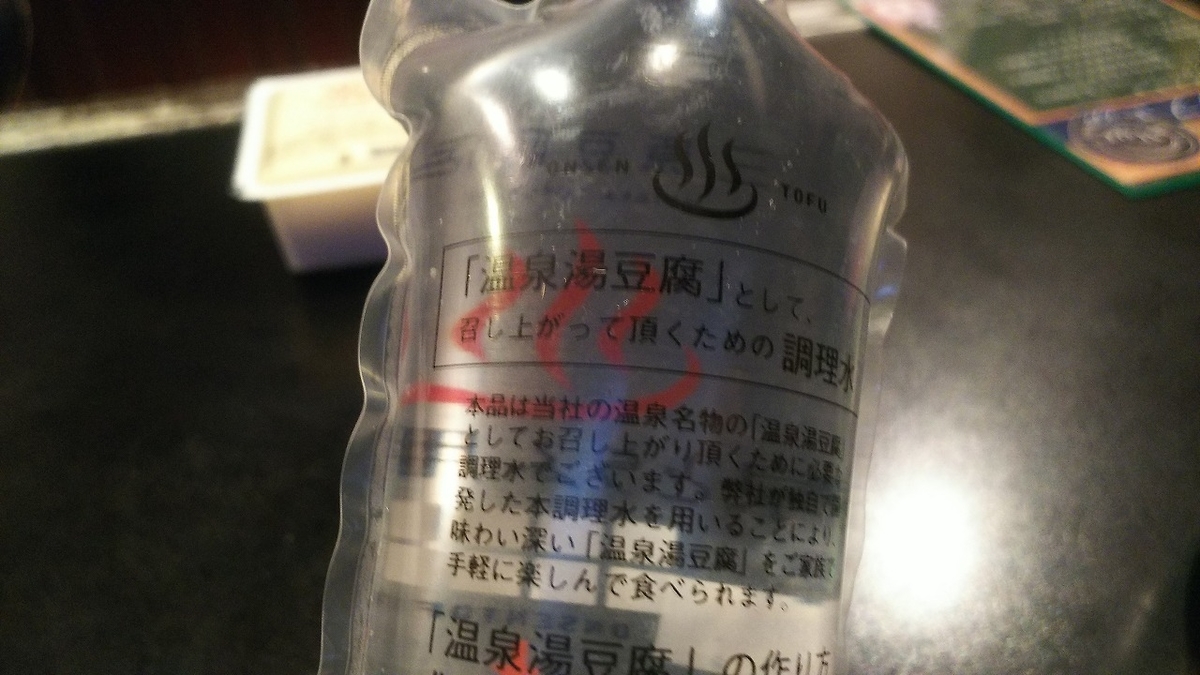 ONSEN TOFU
「温泉湯豆腐」として、
召し上がって頂くための調理水
本品は当社の温泉名物の「温泉湯豆腐
としてお召し上がり頂くために必要な
調理水でございます。弊社が独自で
発した本調理水を用いることにより、
味わい深い「温泉湯豆腐」をご家族で
手軽に楽しんで食べられます。
「温泉湯豆腐」の作り方